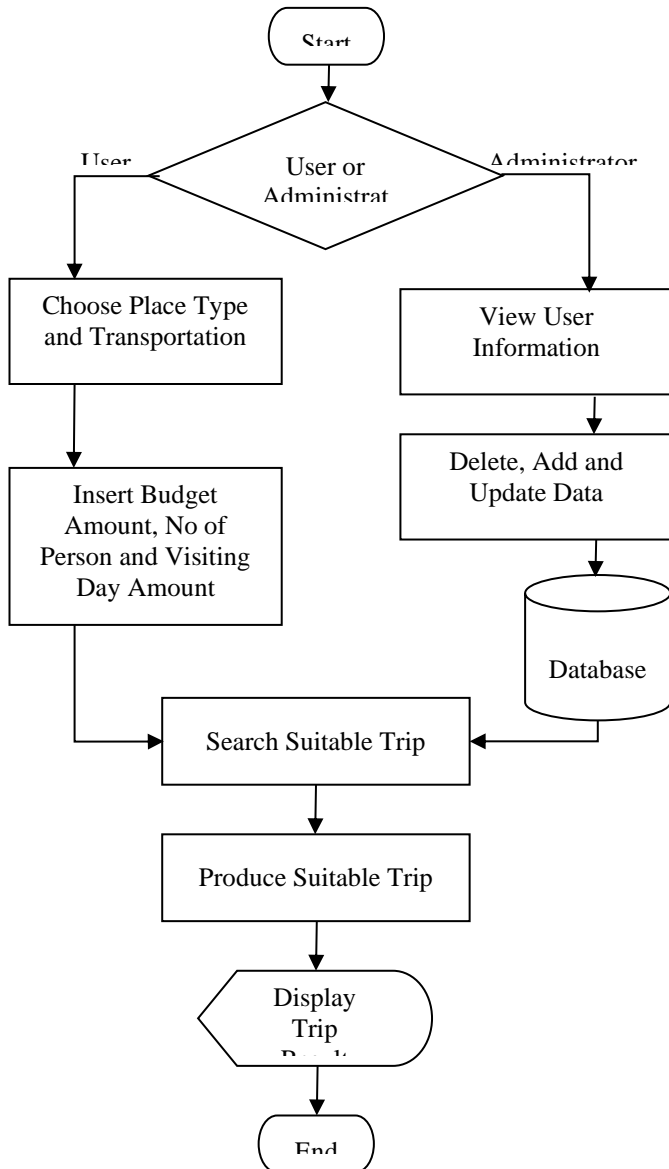 Start
User
User or
Administrat
Administrator
Choose Place Type
and Transportation
View User
Information
Insert Budget
Amount, No of
Person and Visiting
Day Amount
Delete, Add and
Update Data
Database
Search Suitable Trip
Produce Suitable Trip
Display
Trip
Result
End